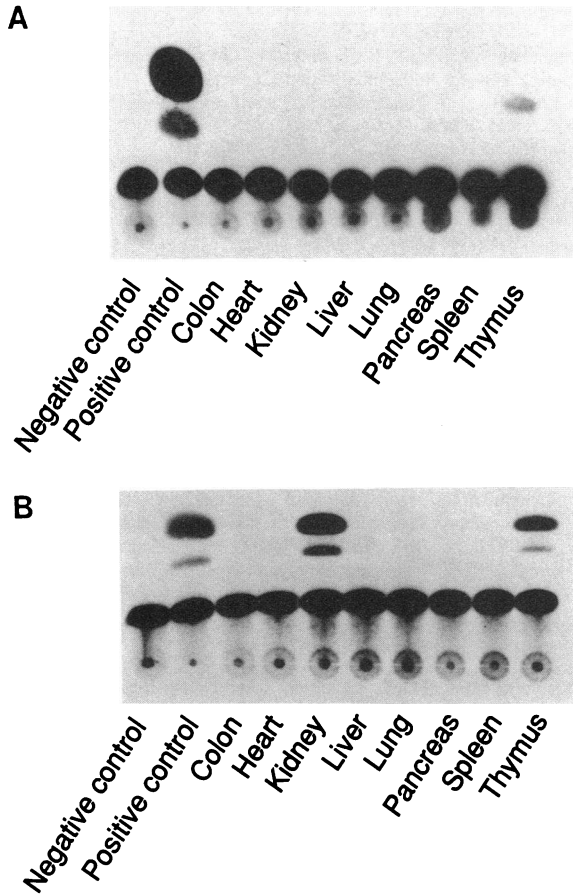 A
Negative control
Positive control
Colon
Heart
Kidney
Liver
Lung
Pancreas
Spleen
Thymus
B
Negative control
Positive control
Colon
Heart
Kidney
Liver
Lung
Pancreas
Spleen
Thymus